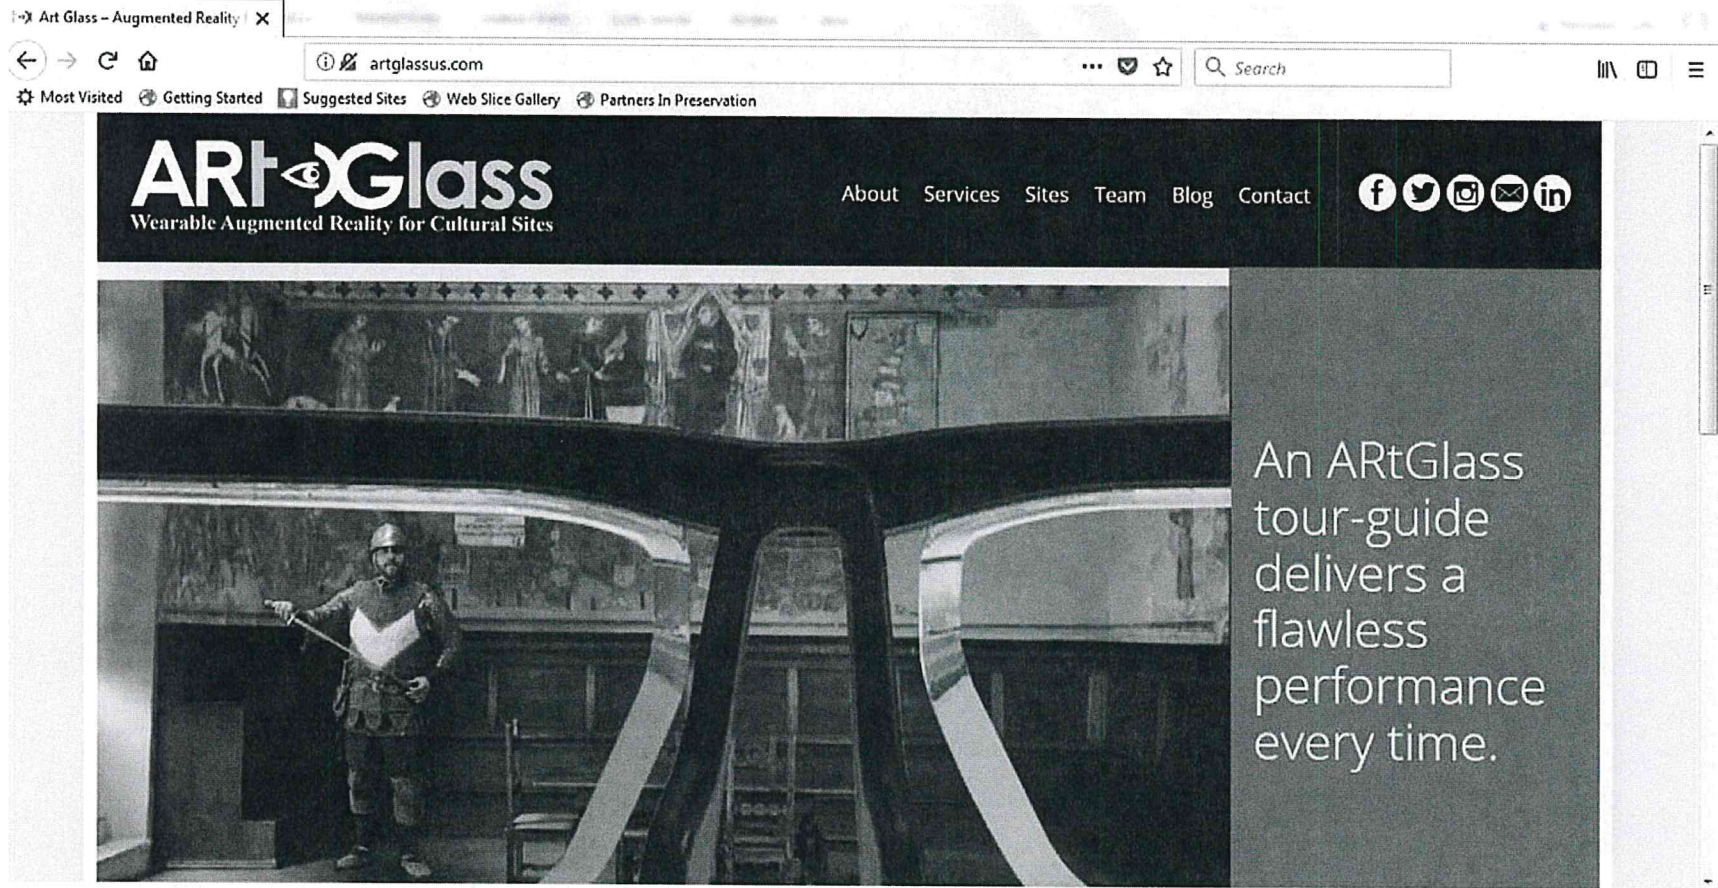 Art Glass – Augmented Reality
artglassus.com
Search
Most Visited Getting Started Suggested Sites Web Slice Gallery Partners In Preservation
ARtGlass
Wearable Augmented Reality for Cultural Sites
About Services Sites Team Blog Contact
An ARtGlass
tour-guide
delivers a
flawless
performance
every time.